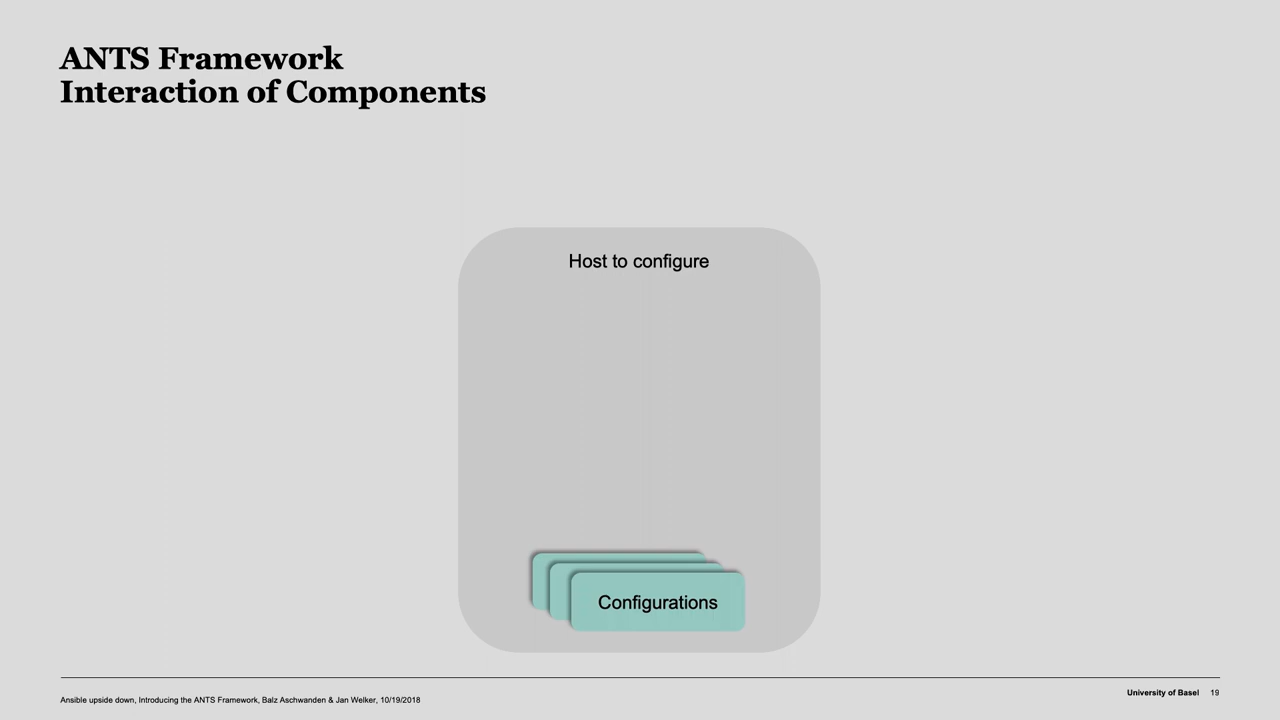 ANTS Framework
Interaction of Components
Host to configure
Configurations
Ansible upside down, Introducing the ANTS Framework, Balz Aschwanden & Jan Welker, 10/19/2018
University of Basel 19